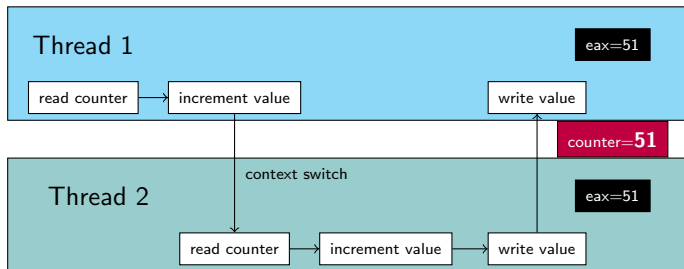 Thread 1
eax=51
read counter
increment value
write value
counter=51
context switch
Thread 2
eax=51
read counter
increment value
write value